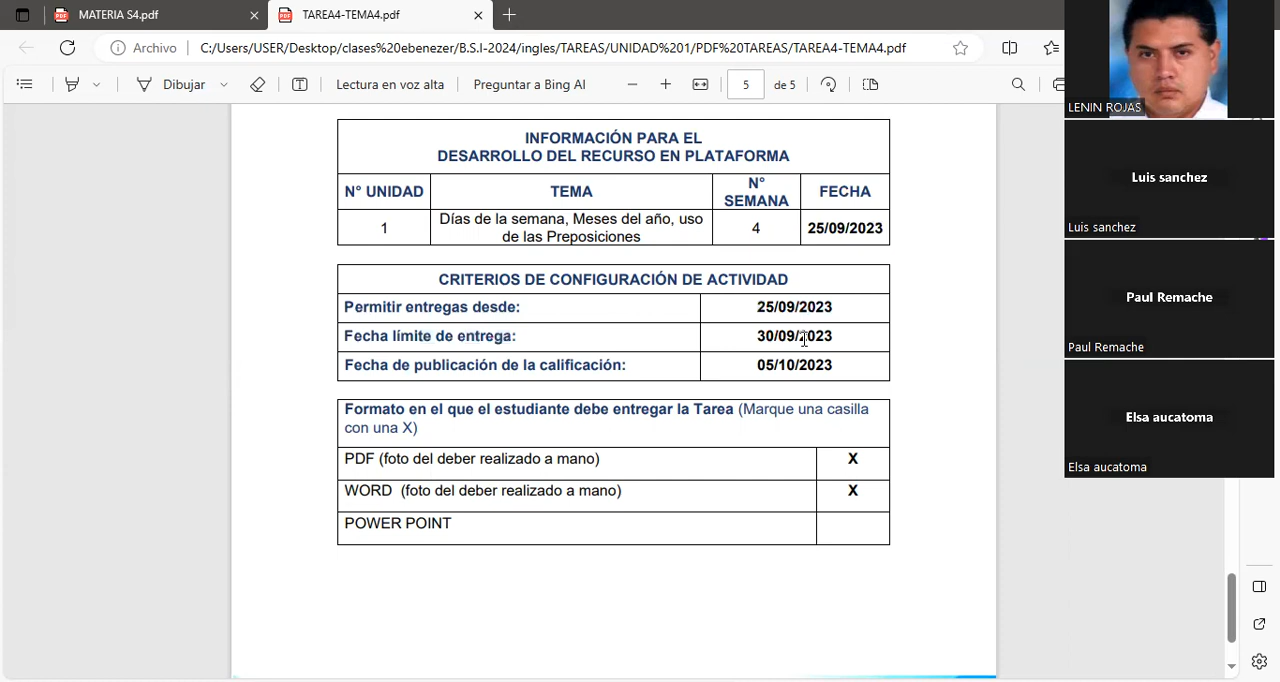 MATERIA S4.pdf
TAREA4-TEMA4.pdf
Archivo
C:/Users/USER/Desktop/clases%20ebenezer/B.S.I-2024/ingles/TAREAS/UNIDAD%201/PDF%20TAREAS/TAREA4-TEMA4.pdf
Dibujar
Lectura en voz alta
Preguntar a Bing AI
5
de 5
INFORMACIÓN PARA EL
DESARROLLO DEL RECURSO EN PLATAFORMA
N° UNIDAD
TEMA
N°
SEMANA
FECHA
1
Días de la semana, Meses del año, uso
de las Preposiciones
4
25/09/2023
CRITERIOS DE CONFIGURACIÓN DE ACTIVIDAD
Permitir entregas desde:
25/09/2023
Fecha límite de entrega:
30/09/2023
Fecha de publicación de la calificación:
05/10/2023
Formato en el que el estudiante debe entregar la Tarea (Marque una casilla
con una X)
PDF (foto del deber realizado a mano)
X
WORD (foto del deber realizado a mano)
X
POWER POINT
LENIN ROJAS
Luis sanchez
Luis sanchez
Paul Remache
Paul Remache
Elsa aucatoma
Elsa aucatoma